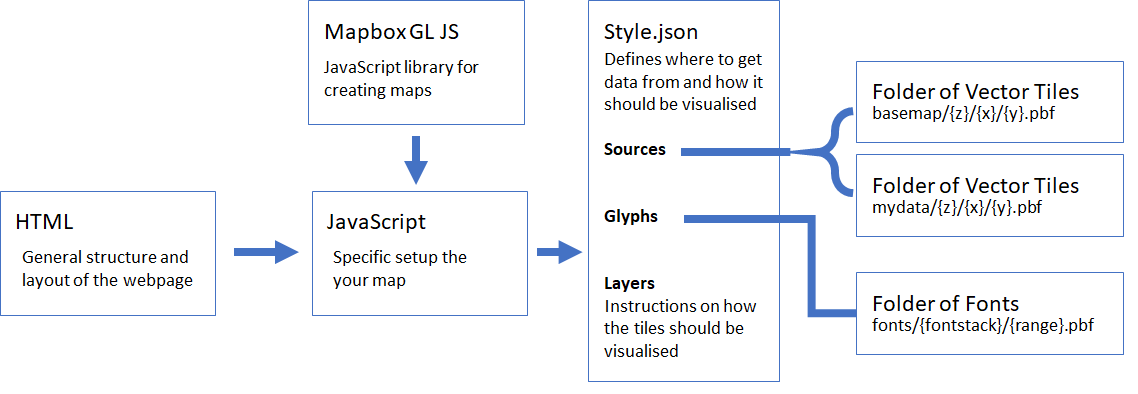 Mapbox GL JS
JavaScript library for
creating maps
HTML
General structure and
layout of the webpage
JavaScript
Specific setup the
your map
Style.json
Defines where to get
data from and how it
should be visualised
Sources
Glyphs
Layers
Instructions on how
the tiles should be
visualised
Folder of Vector Tiles
basemap/{z}/{x}/{y}.pbf
Folder of Vector Tiles
mydata/{z}/{x}/{y}.pbf
Folder of Fonts
fonts/{fontstack}/{range}.pbf